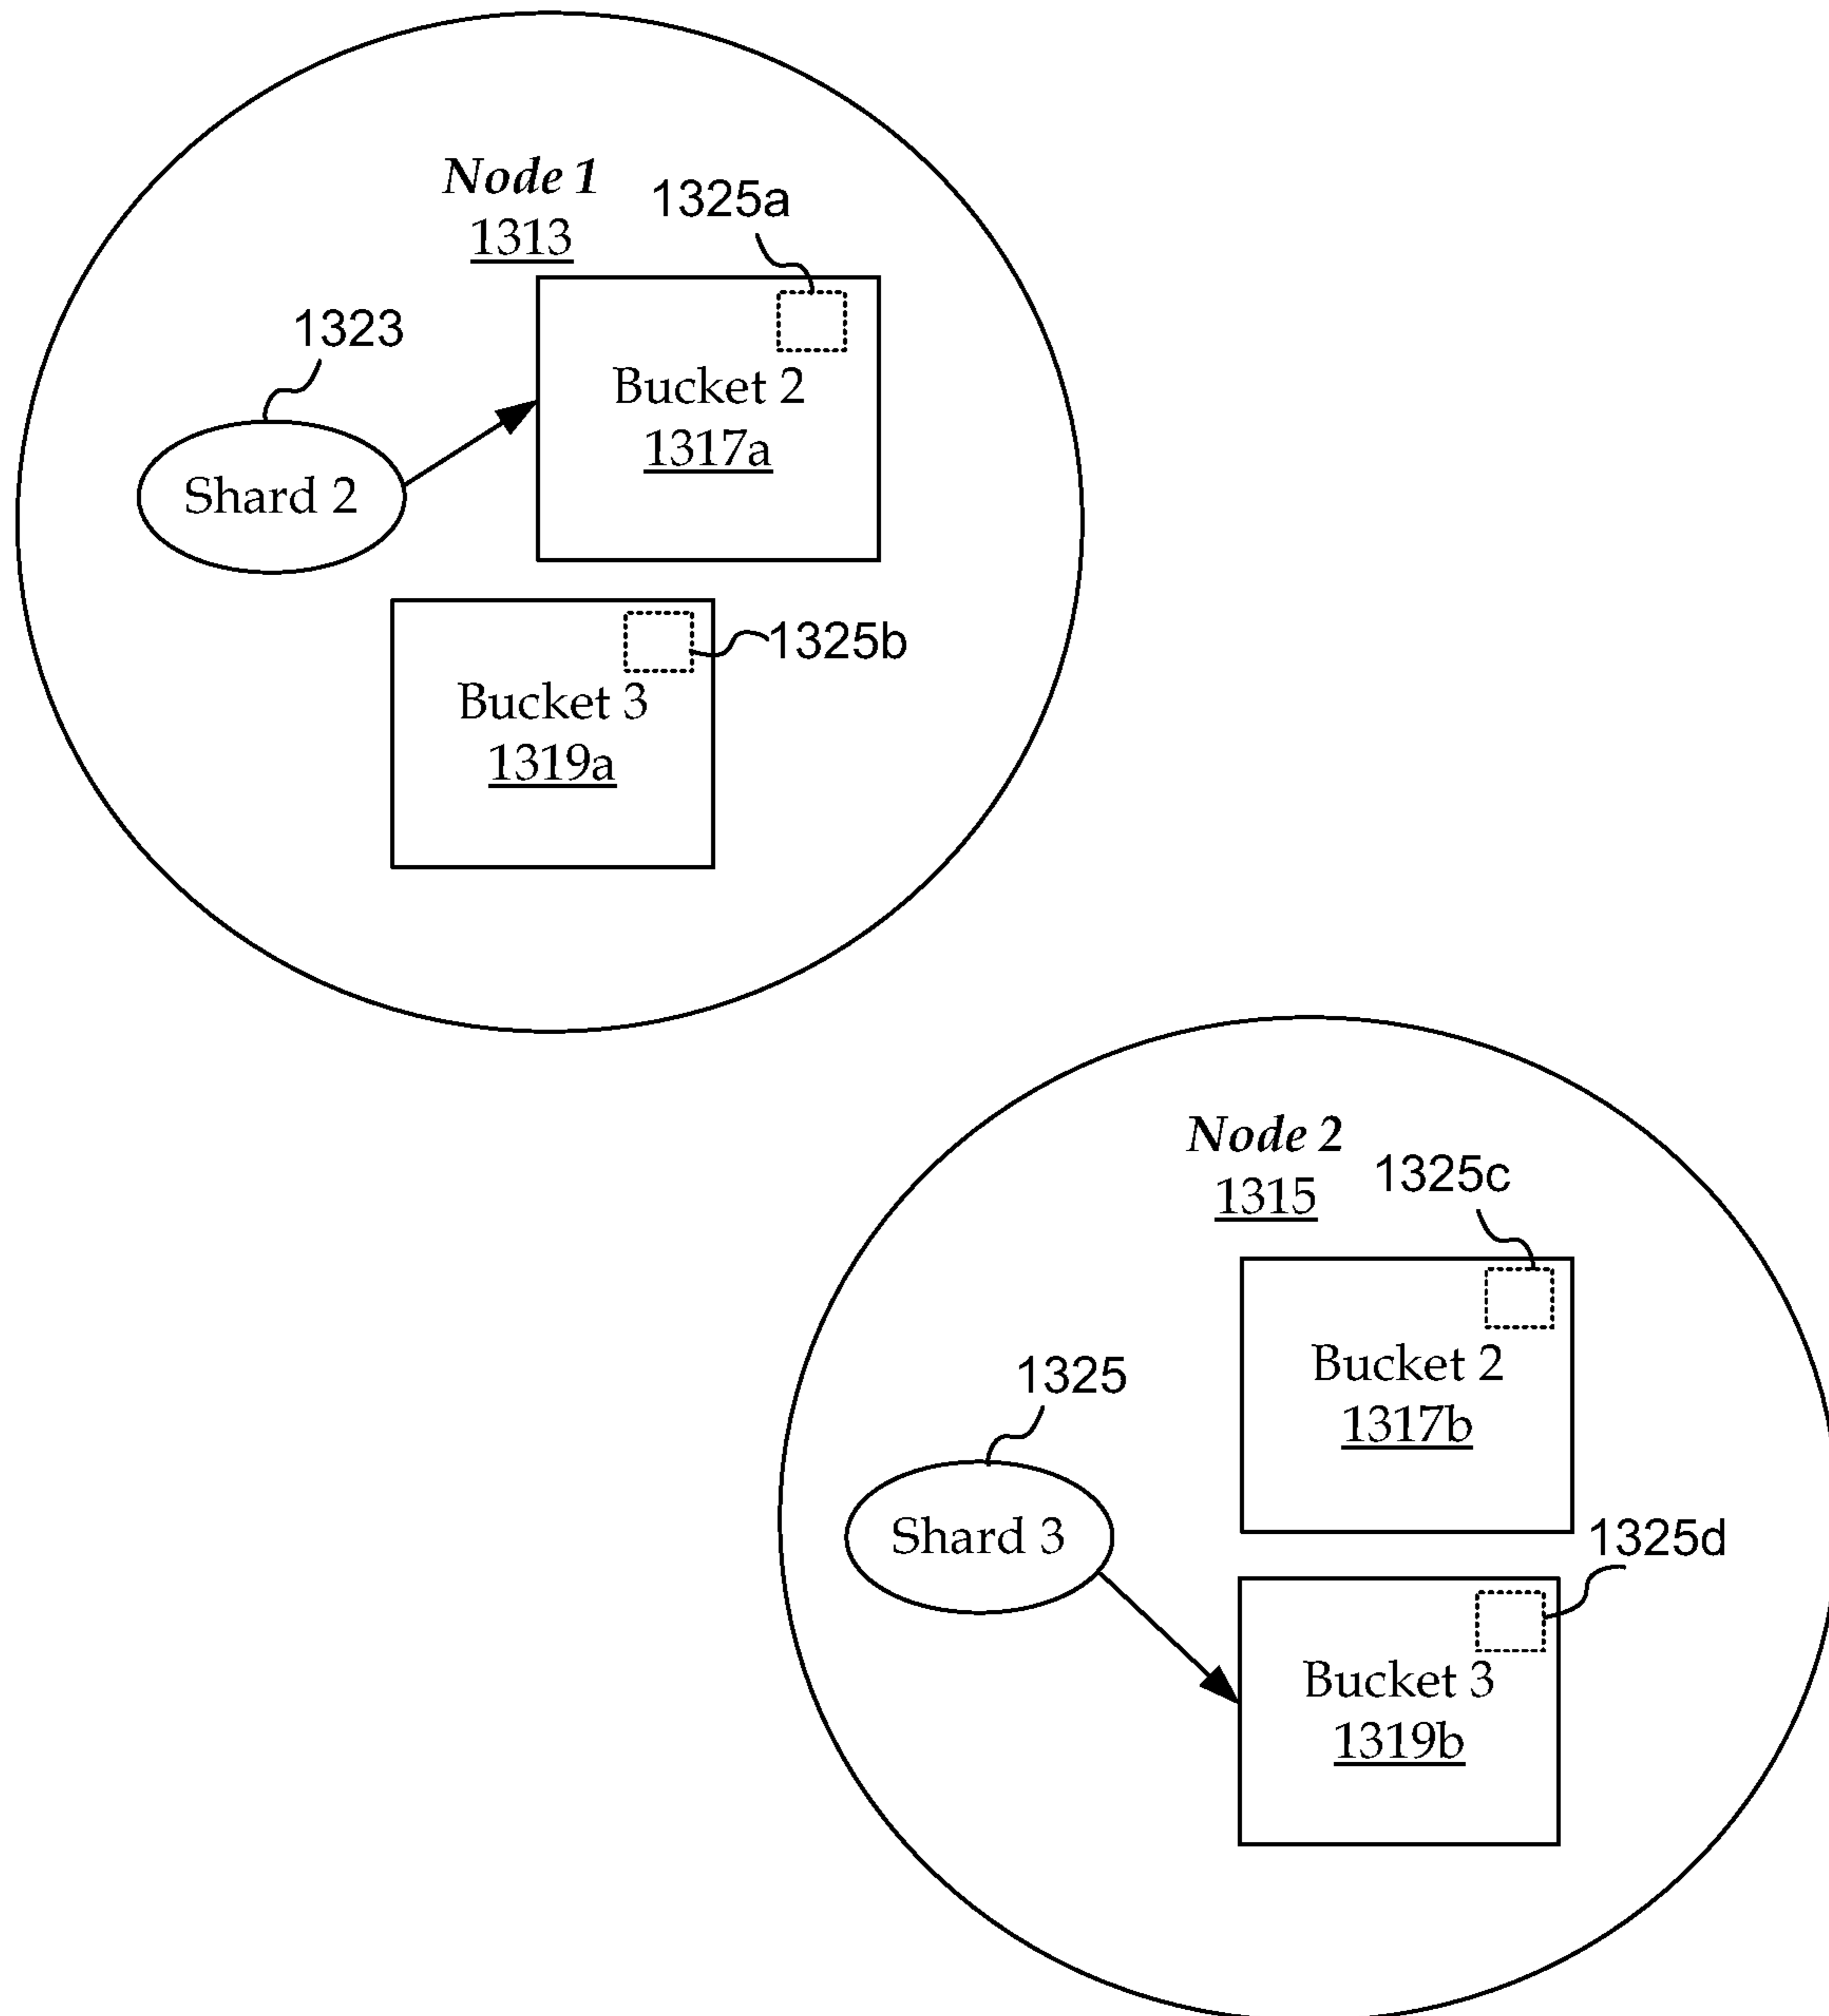 Node 1
1313
1325a
1323
Bucket 2
1317a
Shard 2
1325b
Bucket 3
1319a
Node 2
1315
1325c
Bucket 2
1317b
1325
Shard 3
1325d
Bucket 3
1319b